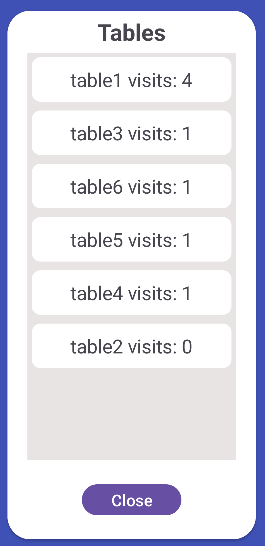 Tables
table1 visits: 4
table3 visits: 1
table6 visits: 1
table5 visits: 1
table4 visits: 1
table2 visits: 0
Close